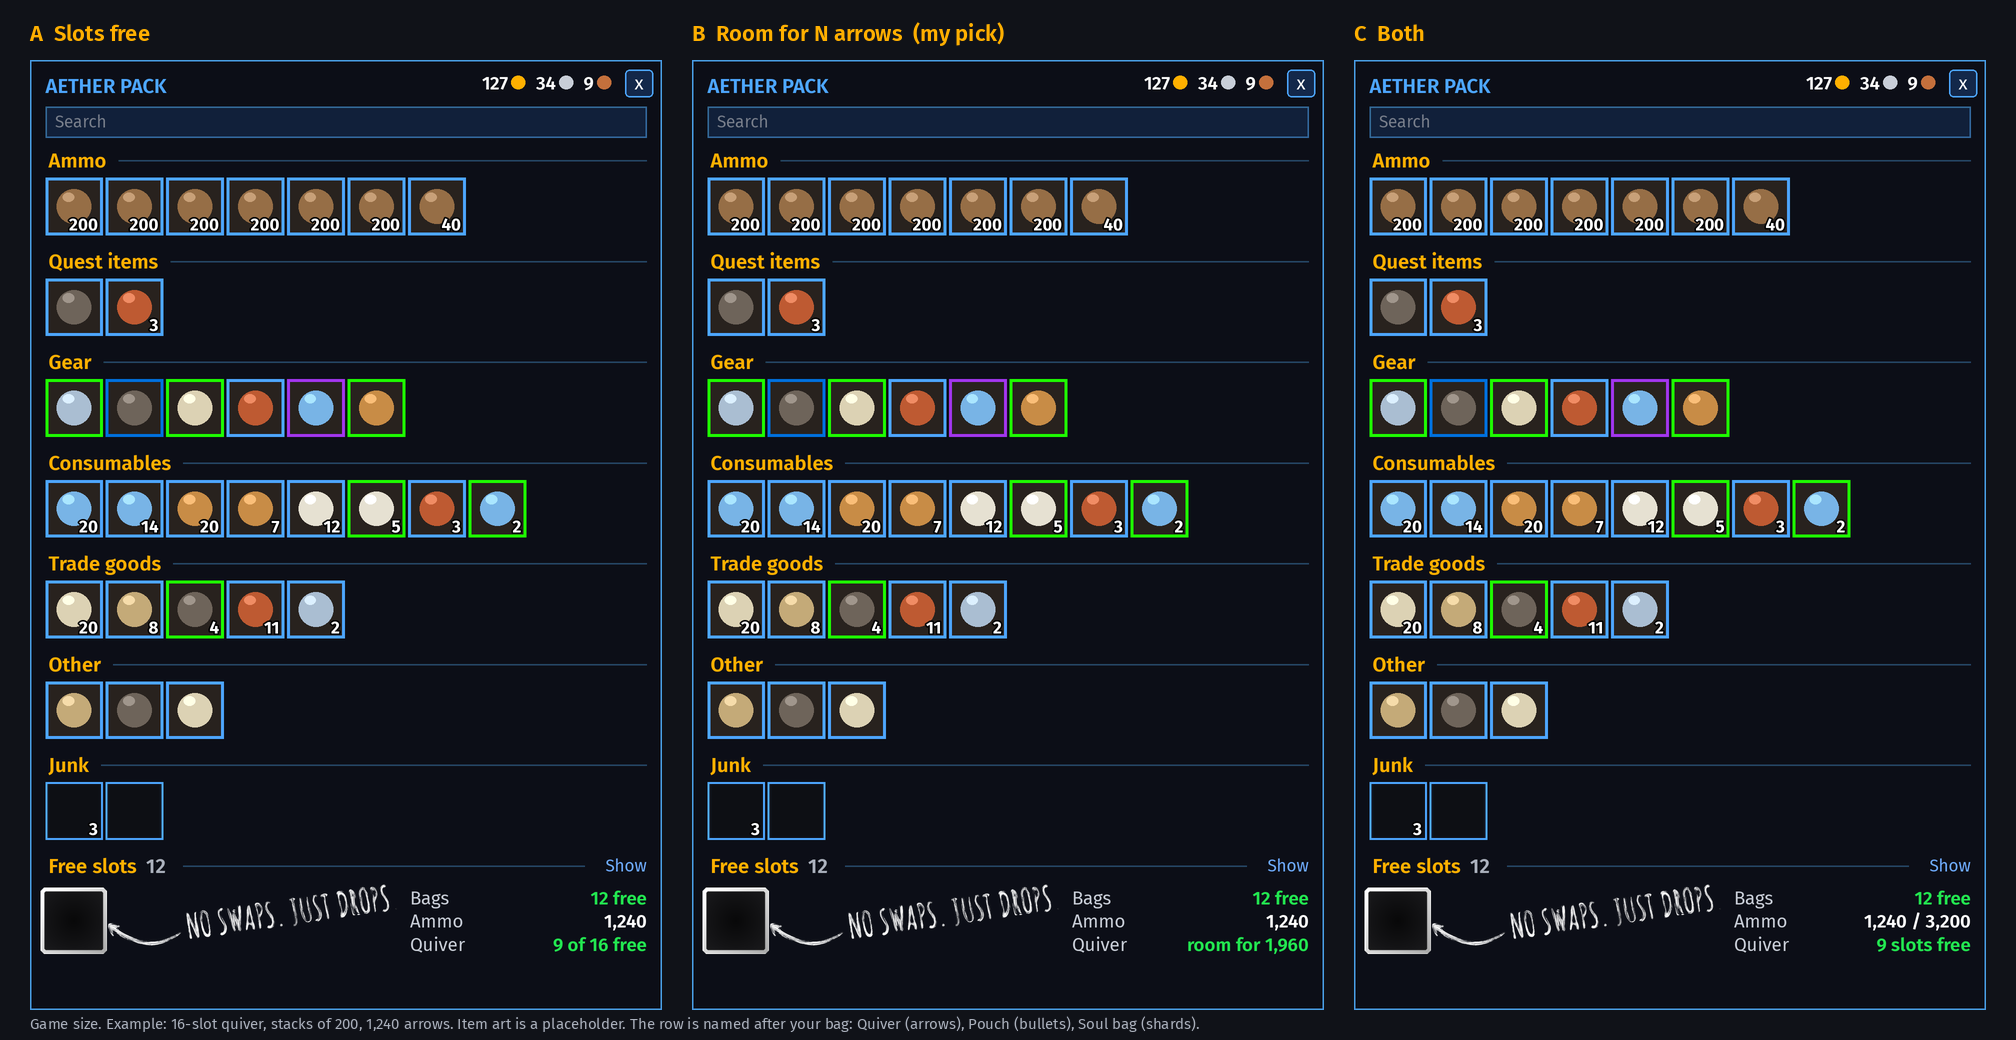 A Slots free
AETHER PACK 127 34 9 X
Search
Ammo
200 200 200 200 200 200 40
Quest items
3
Gear
Consumables
20 14 20 7 12 5 3 2
Trade goods
20 8 4 11 2
Other
Junk
3
Free slots 12 Show
NO SWAPS. JUST DROPS
Bags 12 free
Ammo 1,240
Quiver 9 of 16 free
B Room for N arrows (my pick)
AETHER PACK 127 34 9 X
Search
Ammo
200 200 200 200 200 200 40
Quest items
3
Gear
Consumables
20 14 20 7 12 5 3 2
Trade goods
20 8 4 11 2
Other
Junk
3
Free slots 12 Show
NO SWAPS. JUST DROPS
Bags 12 free
Ammo 1,240
Quiver room for 1,960
C Both
AETHER PACK 127 34 9 X
Search
Ammo
200 200 200 200 200 200 40
Quest items
3
Gear
Consumables
20 14 20 7 12 5 3 2
Trade goods
20 8 4 11 2
Other
Junk
3
Free slots 12 Show
NO SWAPS. JUST DROPS
Bags 12 free
Ammo 1,240 / 3,200
Quiver 9 slots free
Game size. Example: 16-slot quiver, stacks of 200, 1,240 arrows. Item art is a placeholder. The row is named after your bag: Quiver (arrows), Pouch (bullets), Soul bag (shards).